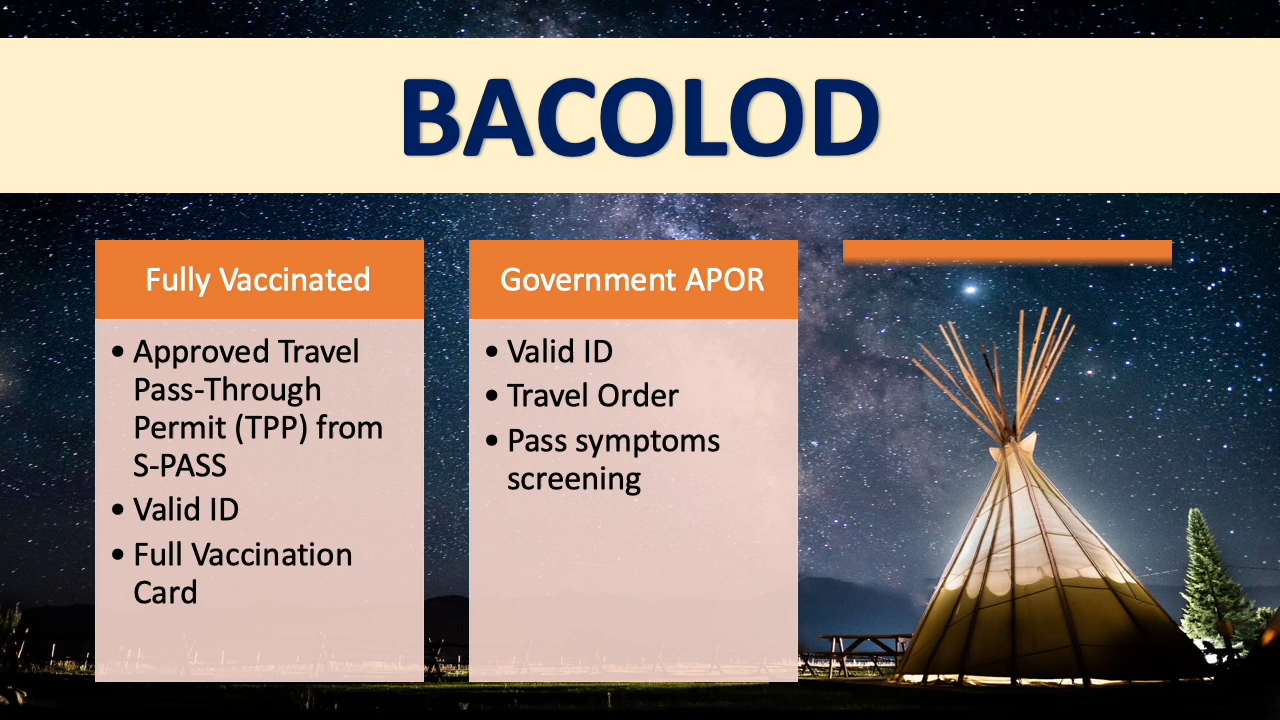 BACOLOD
Fully Vaccinated
• Approved Travel
Pass-Through
Permit (TPP) from
S-PASS
• Valid ID
• Full Vaccination
Card
Government APOR
• Valid ID
• Travel Order
• Pass symptoms
screening